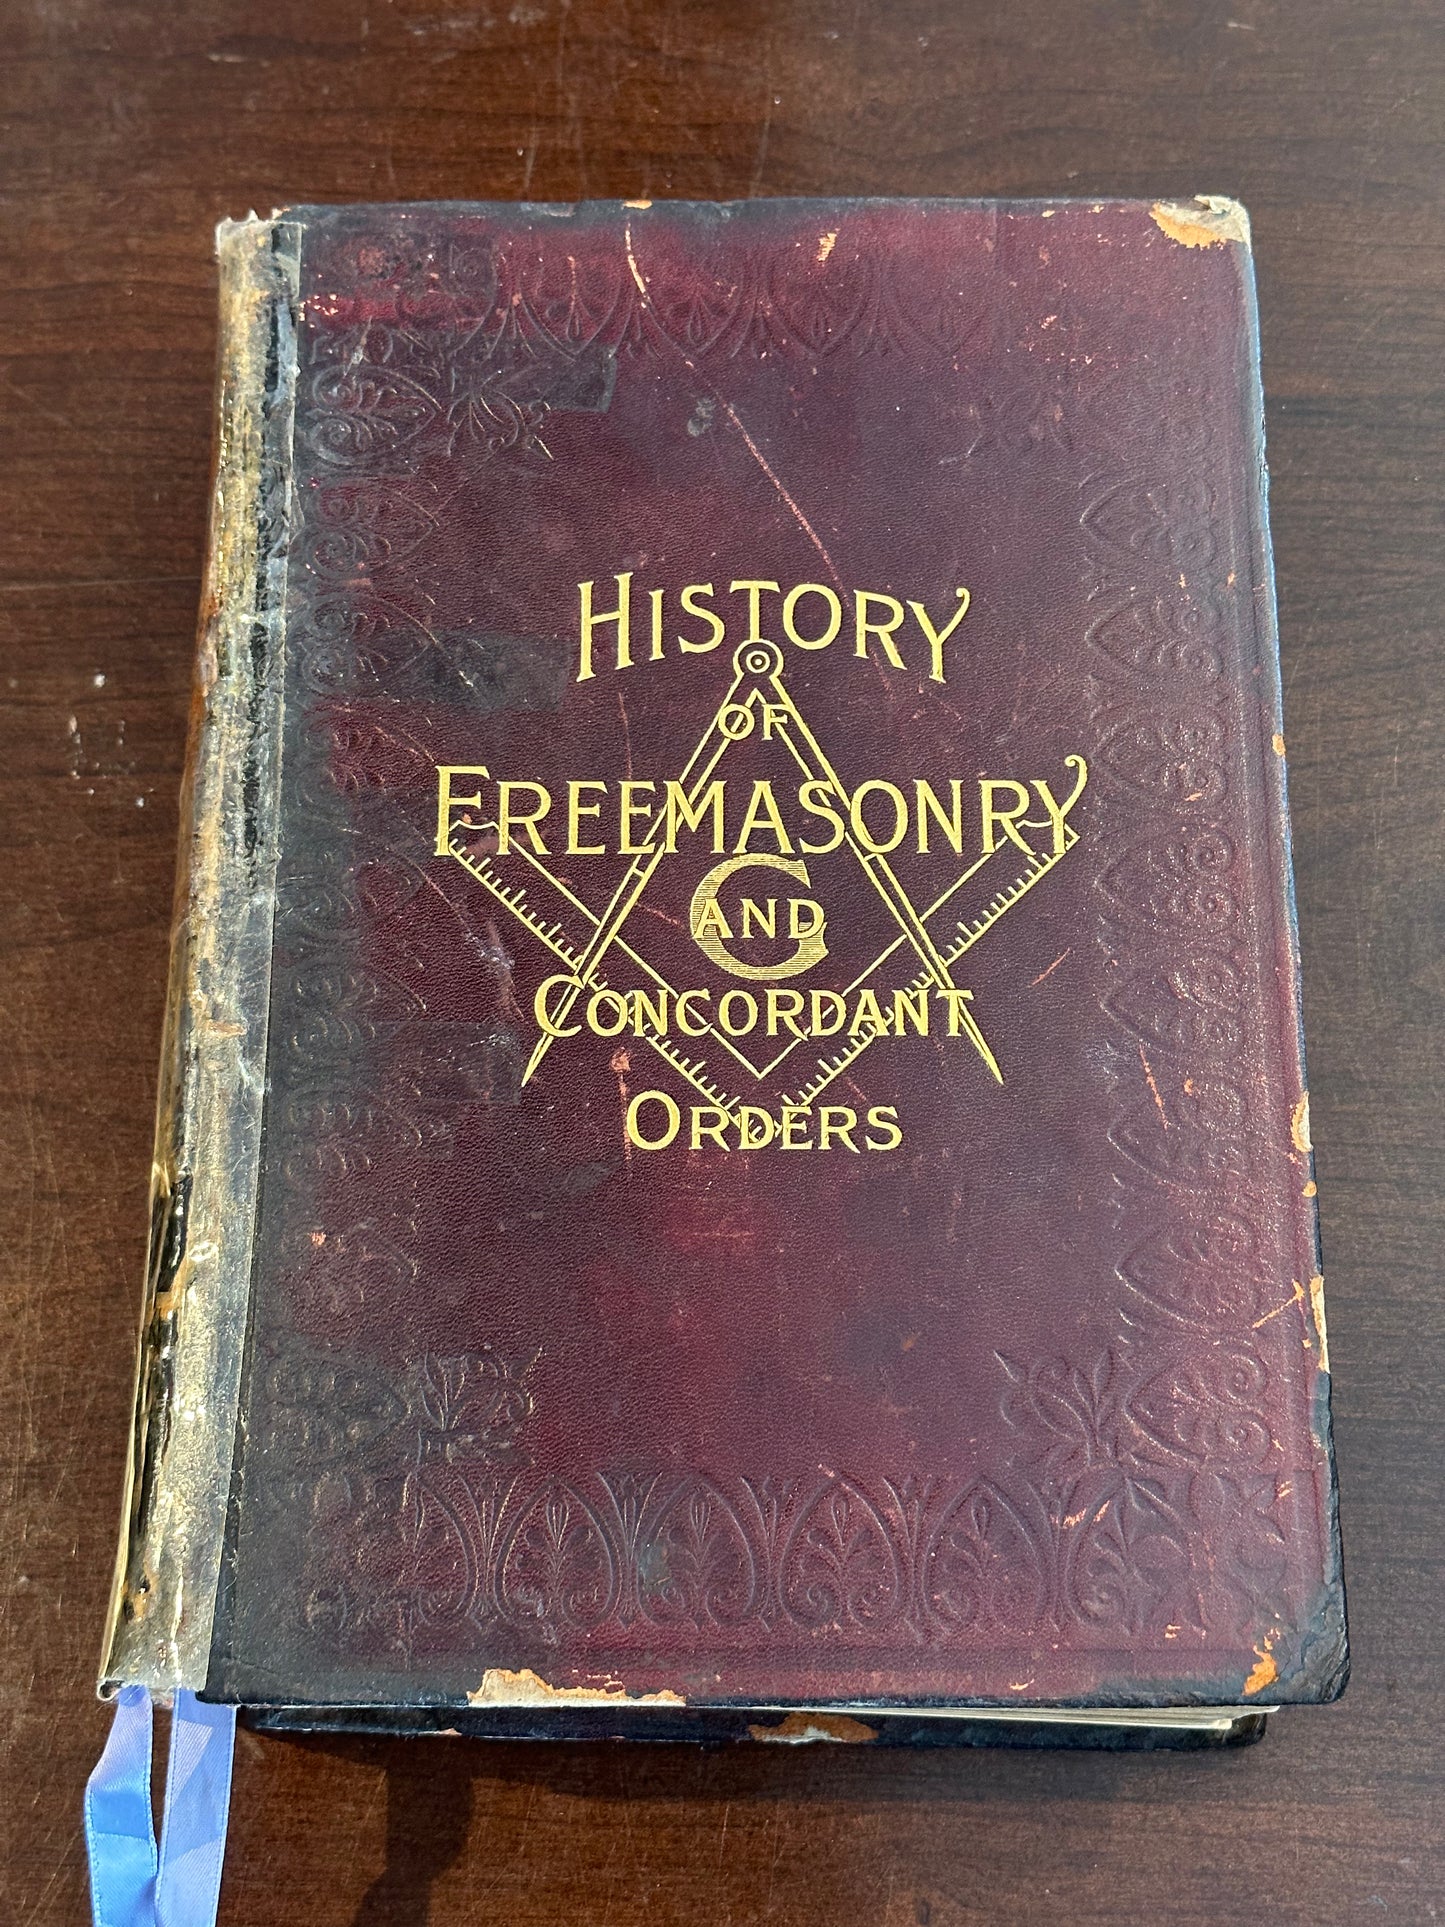 HISTORY
OF
FREEMASONRY
G
AND
CONCORDANT
ORDERS